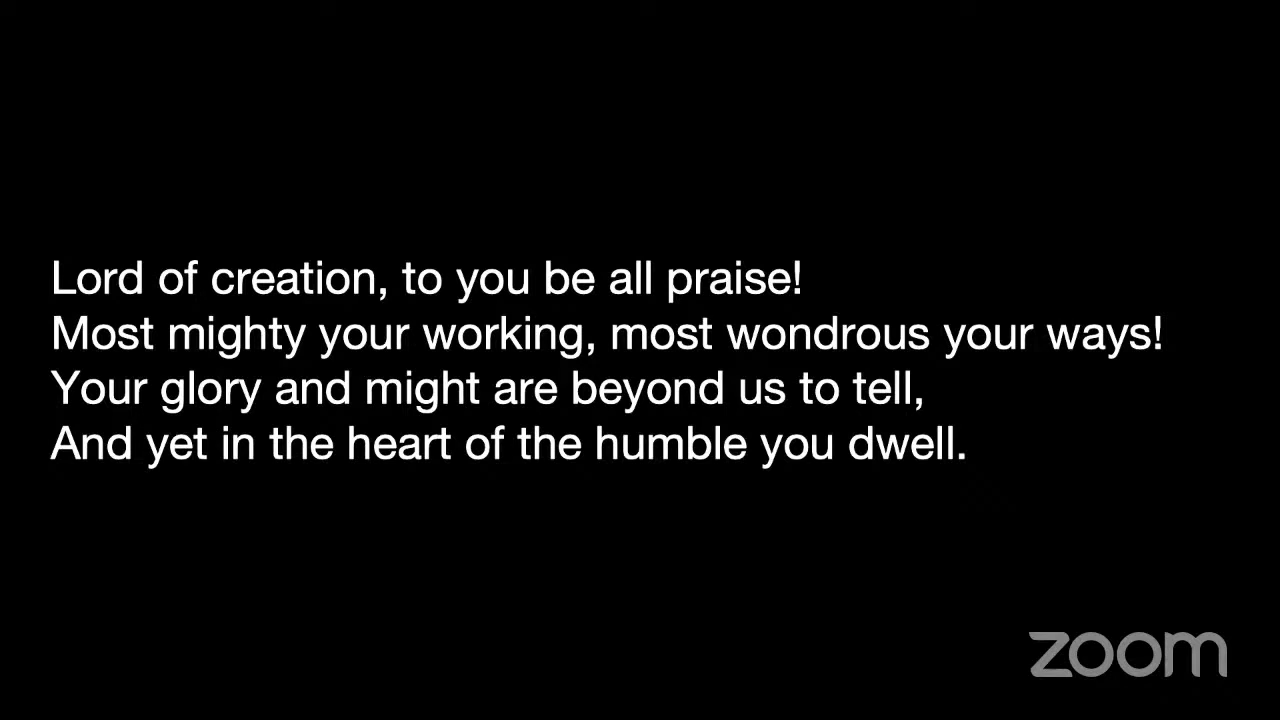 Lord of creation, to you be all praise!
Most mighty your working, most wondrous your ways!
Your glory and might are beyond us to tell,
And yet in the heart of the humble you dwell.
zoom